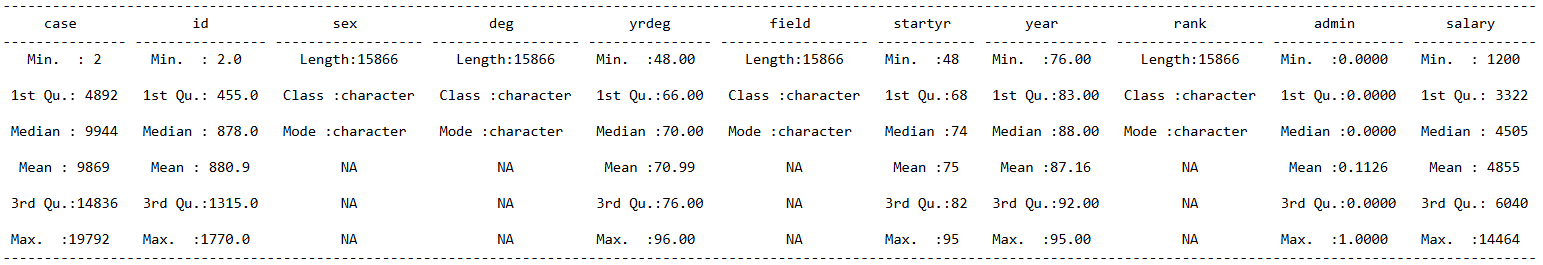 case id sex deg yrdeg field startyr year rank admin salary
Min. : 2 Min. : 2.0 Length:15866 Length:15866 Min. :48.00 Length:15866 Min. :48 Min. :76.00 Length:15866 Min. :0.0000 Min. : 1200
1st Qu.: 4892 1st Qu.: 455.0 Class :character Class :character 1st Qu.:66.00 Class :character 1st Qu.:68 1st Qu.:83.00 Class :character 1st Qu.:0.0000 1st Qu.: 3322
Median : 9944 Median : 878.0 Mode :character Mode :character Median :70.00 Mode :character Median :74 Median :88.00 Mode :character Median :0.0000 Median : 4505
Mean : 9869 Mean : 880.9 NA NA Mean :70.99 NA Mean :75 Mean :87.16 NA Mean :0.1126 Mean : 4855
3rd Qu.:14836 3rd Qu.:1315.0 NA NA 3rd Qu.:76.00 NA 3rd Qu.:82 3rd Qu.:92.00 NA 3rd Qu.:0.0000 3rd Qu.: 6040
Max. :19792 Max. :1770.0 NA NA Max. :96.00 NA Max. :95 Max. :95.00 NA Max. :1.0000 Max. :14464